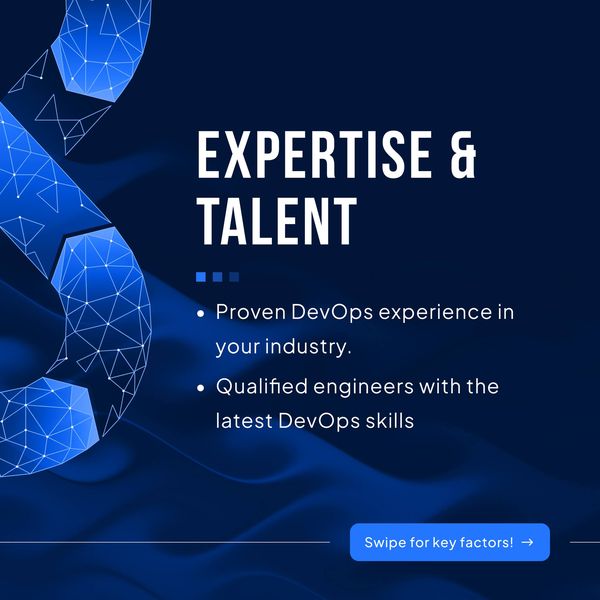 EXPERTISE &
TALENT
• Proven DevOps experience in
your industry.
• Qualified engineers with the
latest DevOps skills
Swipe for key factors! →